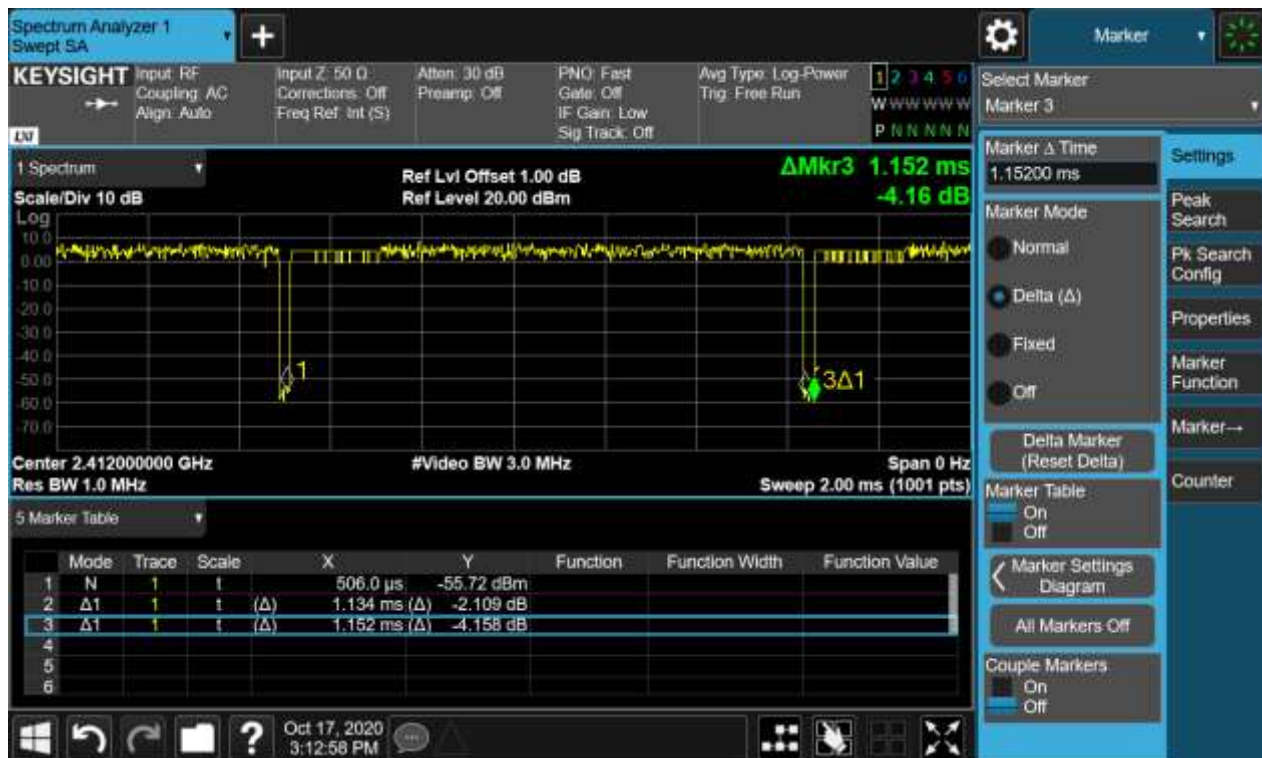 Spectrum Analyzer 1
Swept SA
+
Marker
KEYSIGHT
Input: RF
Coupling: AC
Align: Auto
Input Z: 50 Ω
Corrections: Off
Freq Ref: Int (S)
Atten: 30 dB
Preamp: Off
PNO: Fast
Gate: Off
IF Gain: Low
Sig Track: Off
Avg Type: Log-Power
Trig: Free Run
1 2 3 4 5 6
W W W W W W
P N N N N N
LXI
Select Marker
Marker 3
1 Spectrum
Scale/Div 10 dB
Ref Lvl Offset 1.00 dB
Ref Level 20.00 dBm
ΔMkr3 1.152 ms
-4.16 dB
Log
10.0
0.00
-10.0
-20.0
-30.0
-40.0
-50.0
-60.0
-70.0
1
3Δ1
Center 2.412000000 GHz
#Video BW 3.0 MHz
Span 0 Hz
Res BW 1.0 MHz
Sweep 2.00 ms (1001 pts)
5 Marker Table
Mode Trace Scale X Y Function Function Width Function Value
1 N 1 t 506.0 µs -55.72 dBm
2 Δ1 1 t (Δ) 1.134 ms (Δ) -2.109 dB
3 Δ1 1 t (Δ) 1.152 ms (Δ) -4.158 dB
4
5
6
Marker Δ Time
1.15200 ms
Marker Mode
Normal
Delta (Δ)
Fixed
Off
Delta Marker
(Reset Delta)
Marker Table
On
Off
Marker Settings
Diagram
All Markers Off
Couple Markers
On
Off
Settings
Peak
Search
Pk Search
Config
Properties
Marker
Function
Marker→
Counter
?
Oct 17, 2020
3:12:58 PM